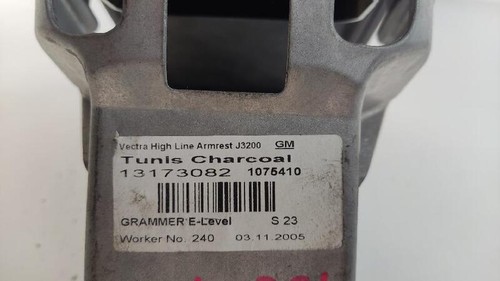 Vectra High Line Armrest J3200 GM
Tunis Charcoal
13173082 1075410
GRAMMER E-Level S 23
Worker No. 240 03.11.2005